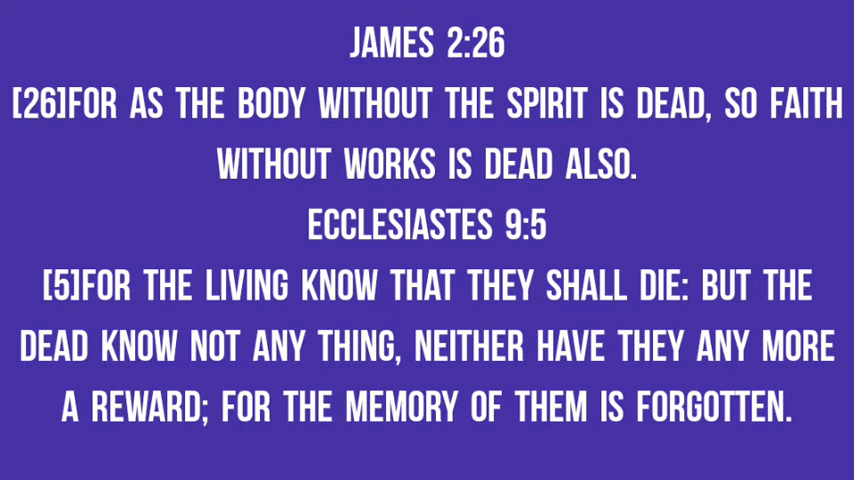 JAMES 2:26
[26]FOR AS THE BODY WITHOUT THE SPIRIT IS DEAD, SO FAITH
WITHOUT WORKS IS DEAD ALSO.
ECCLESIASTES 9:5
[5]FOR THE LIVING KNOW THAT THEY SHALL DIE: BUT THE
DEAD KNOW NOT ANY THING, NEITHER HAVE THEY ANY MORE
A REWARD; FOR THE MEMORY OF THEM IS FORGOTTEN.